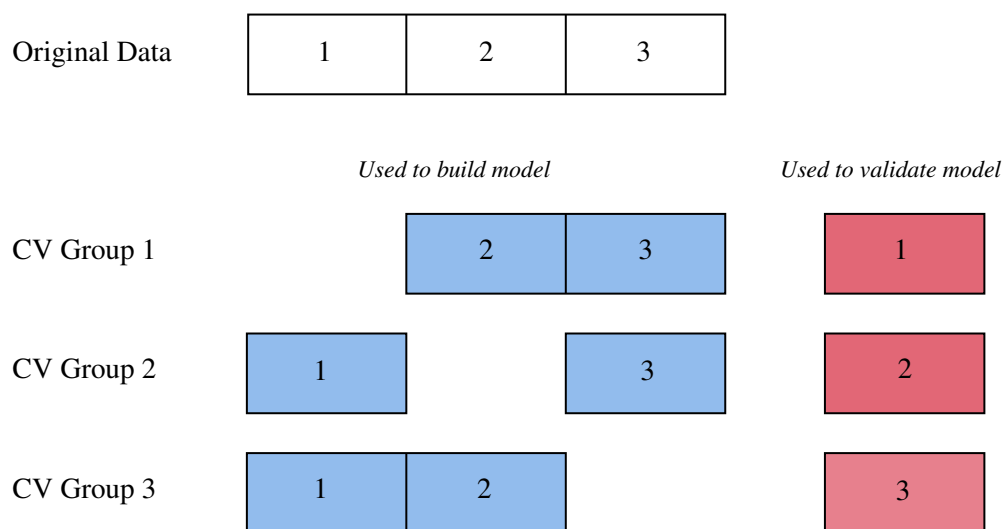 Original Data 1 2 3
Used to build model Used to validate model
CV Group 1 2 3 1
CV Group 2 1 3 2
CV Group 3 1 2 3